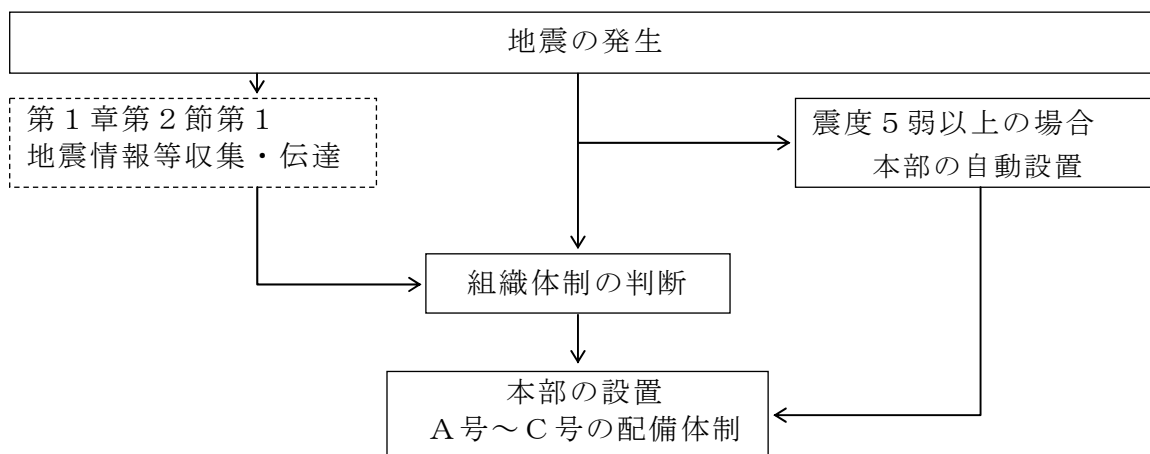 地震の発生
第１章第２節第１
地震情報等収集・伝達
震度５弱以上の場合
本部の自動設置
組織体制の判断
本部の設置
Ａ号～Ｃ号の配備体制